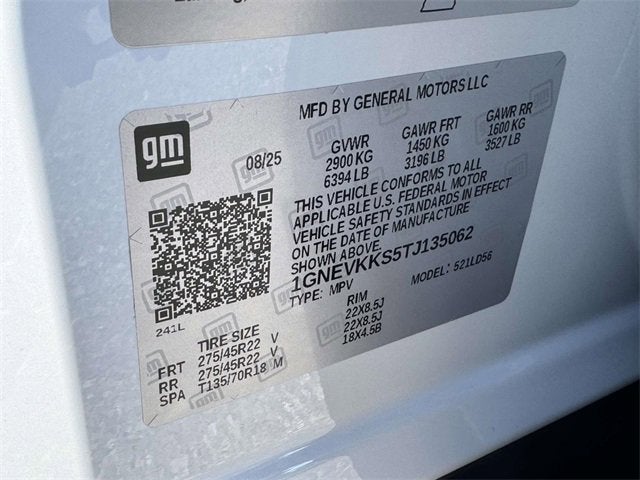 MFD BY GENERAL MOTORS LLC
gm
08/25
GVWR
2900 KG
6394 LB
GAWR FRT
1450 KG
3196 LB
GAWR RR
1600 KG
3527 LB
THIS VEHICLE CONFORMS TO ALL
APPLICABLE U.S. FEDERAL MOTOR
VEHICLE SAFETY STANDARDS IN EFFECT
ON THE DATE OF MANUFACTURE
SHOWN ABOVE.
1GNEVKKS5TJ135062
TYPE: MPV
MODEL: 521LD56
241L
TIRE SIZE RIM
FRT 275/45R22 V 22X8.5J
RR 275/45R22 V 22X8.5J
SPA T135/70R18 M 18X4.5B